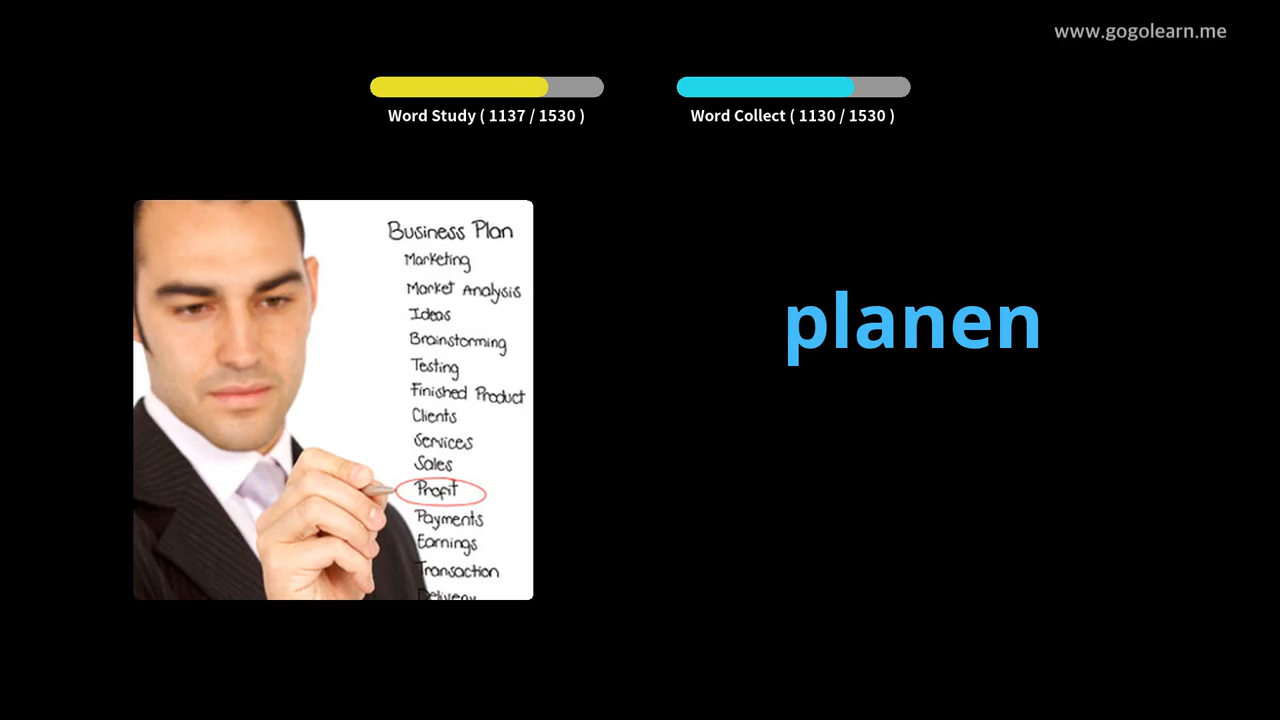 www.gogolearn.me
Word Study ( 1137 / 1530 )
Word Collect ( 1130 / 1530 )
Business Plan
Marketing
Market Analysis
Ideas
Brainstorming
Testing
Finished Product
Clients
Services
Sales
Profit
Payments
Earnings
Transaction
Delivery
planen